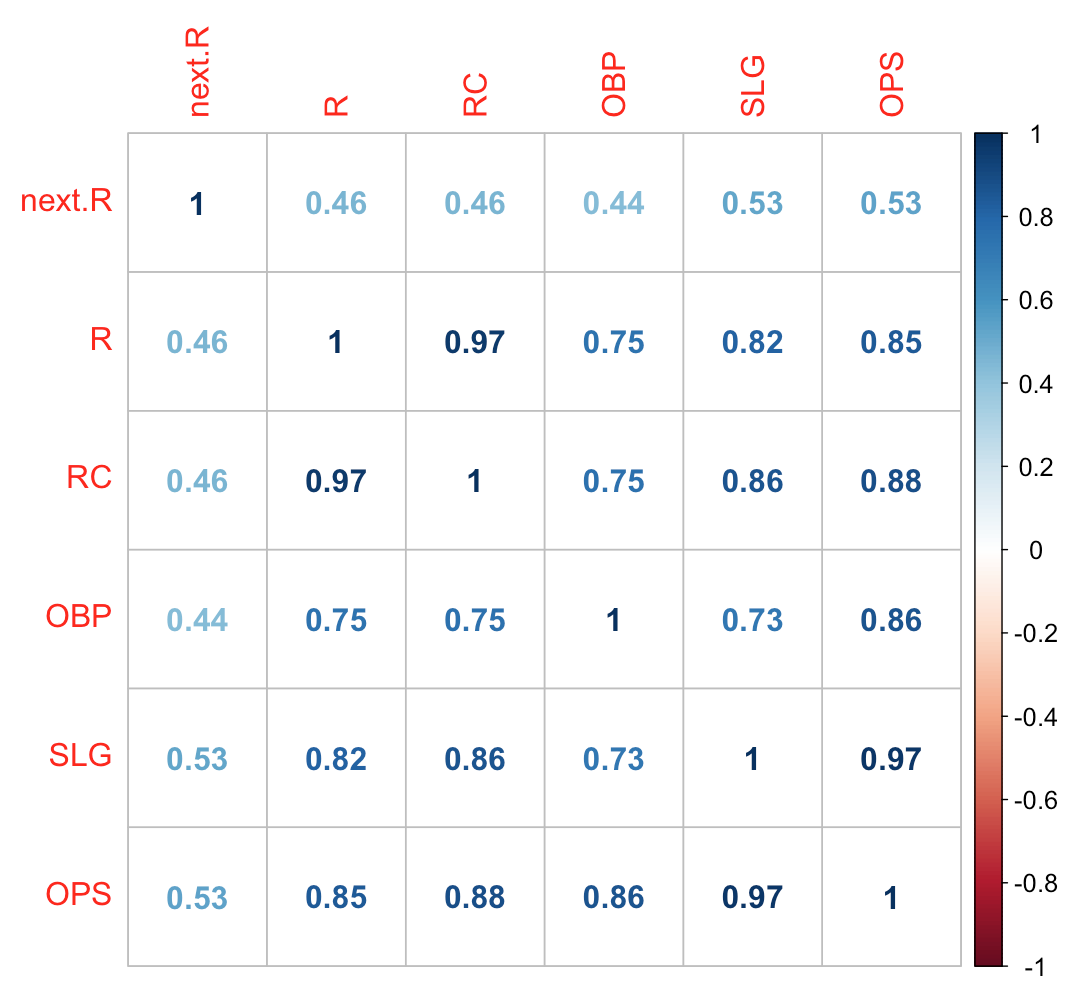 next.R R RC OBP SLG OPS
next.R 1 0.46 0.46 0.44 0.53 0.53
R 0.46 1 0.97 0.75 0.82 0.85
RC 0.46 0.97 1 0.75 0.86 0.88
OBP 0.44 0.75 0.75 1 0.73 0.86
SLG 0.53 0.82 0.86 0.73 1 0.97
OPS 0.53 0.85 0.88 0.86 0.97 1
1
0.8
0.6
0.4
0.2
0
-0.2
-0.4
-0.6
-0.8
-1